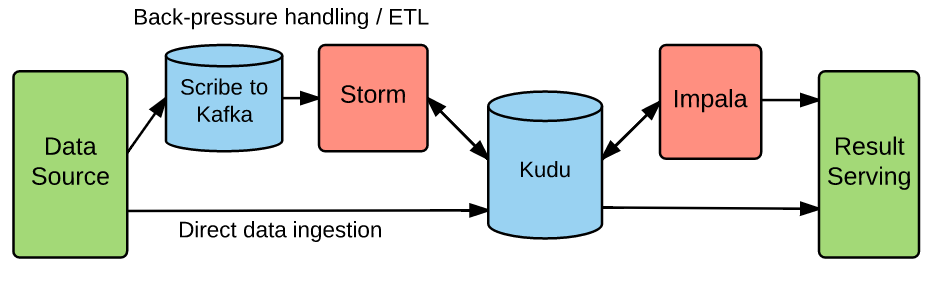 Back-pressure handling / ETL
Data
Source
Scribe to
Kafka
Storm
Kudu
Impala
Result
Serving
Direct data ingestion